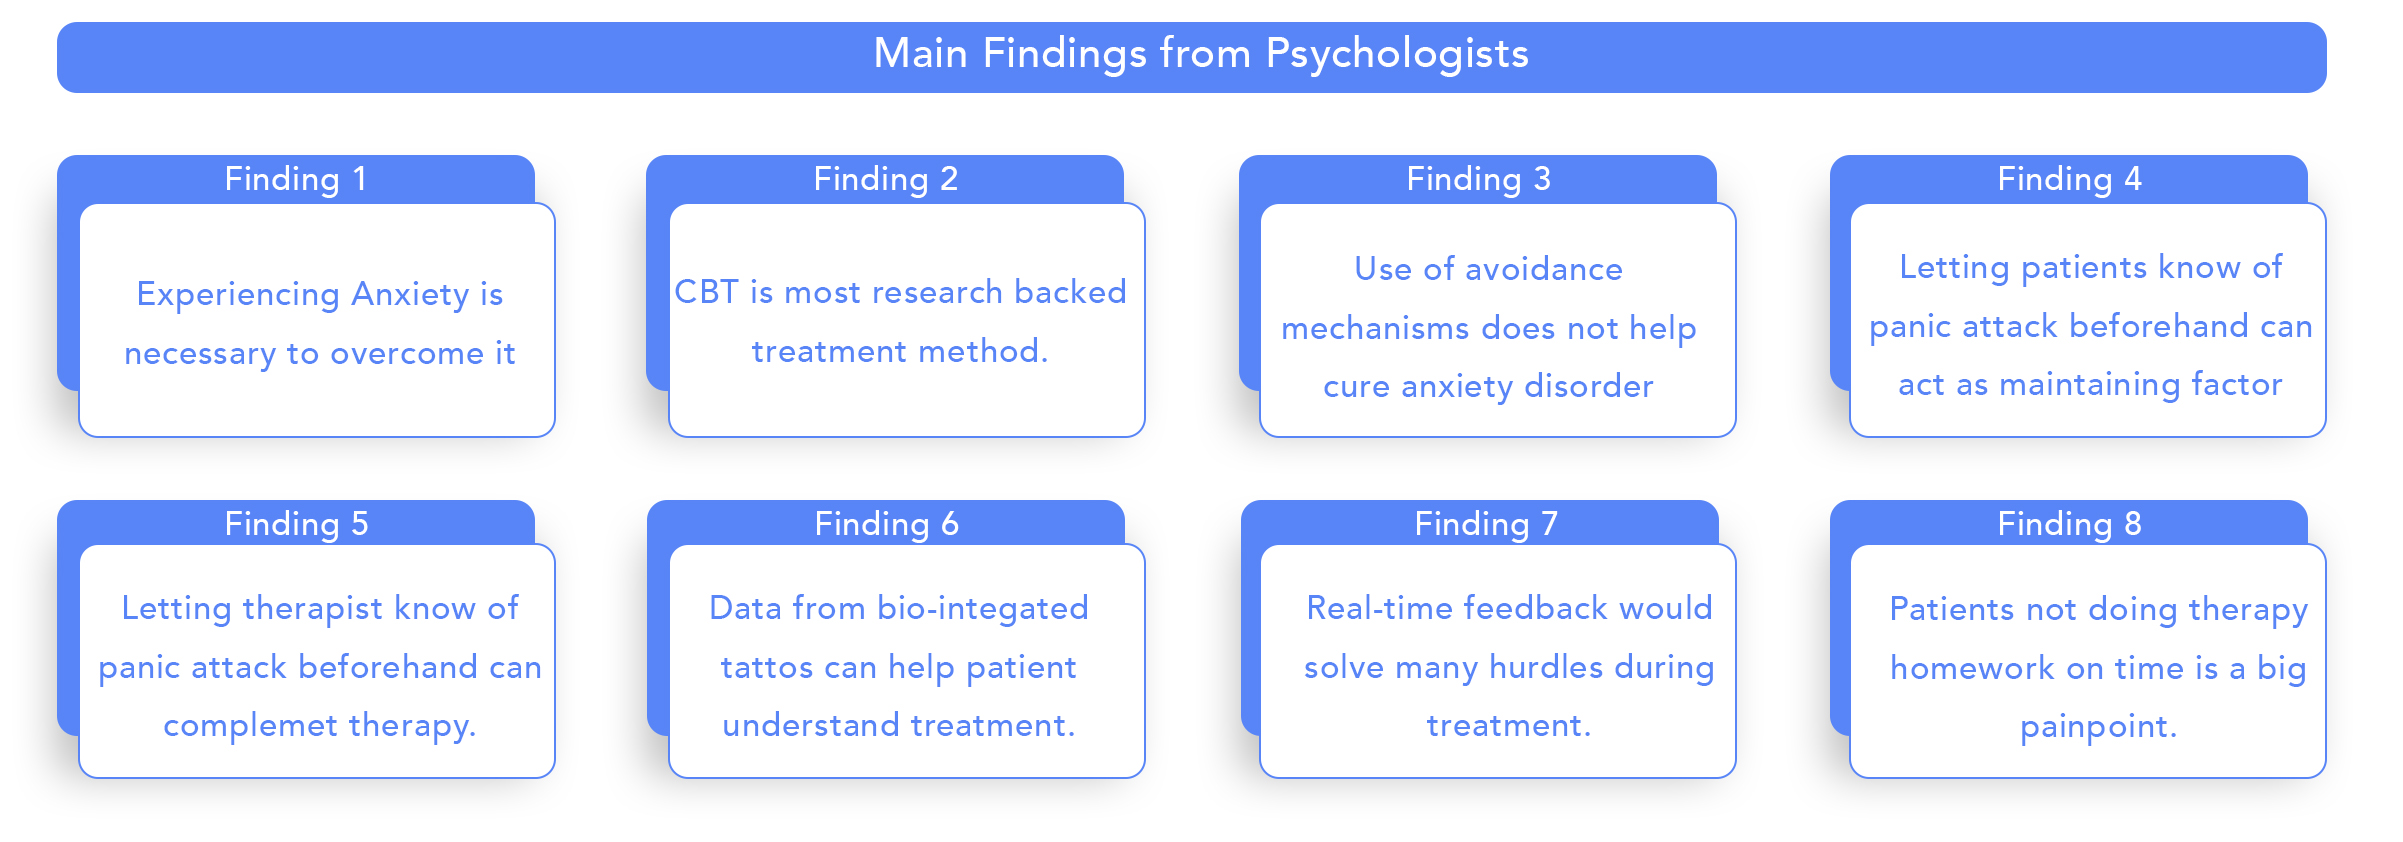 Main Findings from Psychologists
Finding 1
Experiencing Anxiety is
necessary to overcome it
Finding 2
CBT is most research backed
treatment method.
Finding 3
Use of avoidance
mechanisms does not help
cure anxiety disorder
Finding 4
Letting patients know of
panic attack beforehand can
act as maintaining factor
Finding 5
Letting therapist know of
panic attack beforehand can
complemet therapy.
Finding 6
Data from bio-integated
tattos can help patient
understand treatment.
Finding 7
Real-time feedback would
solve many hurdles during
treatment.
Finding 8
Patients not doing therapy
homework on time is a big
painpoint.